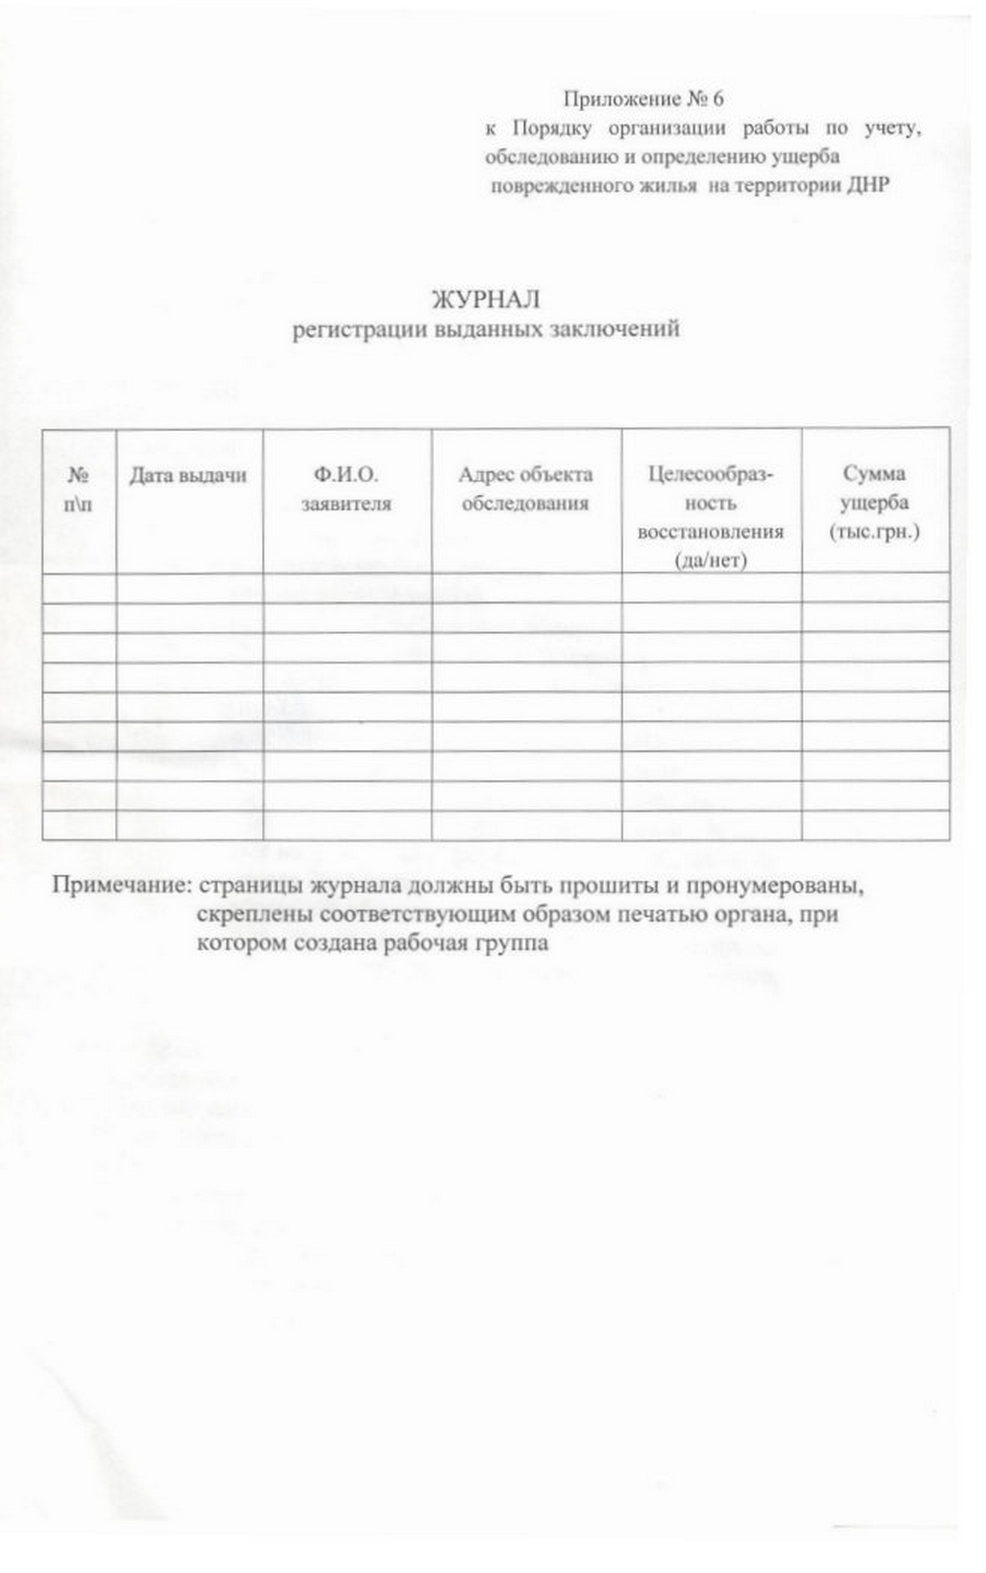 Приложение № 6
к Порядку организации работы по учету,
обследованию и определению ущерба
поврежденного жилья на территории ДНР
ЖУРНАЛ
регистрации выданных заключений
№
п\п
Дата выдачи
Ф.И.О.
заявителя
Адрес объекта
обследования
Целесообраз-
ность
восстановления
(да/нет)
Сумма
ущерба
(тыс.грн.)
Примечание: страницы журнала должны быть прошиты и пронумерованы,
скреплены соответствующим образом печатью органа, при
котором создана рабочая группа